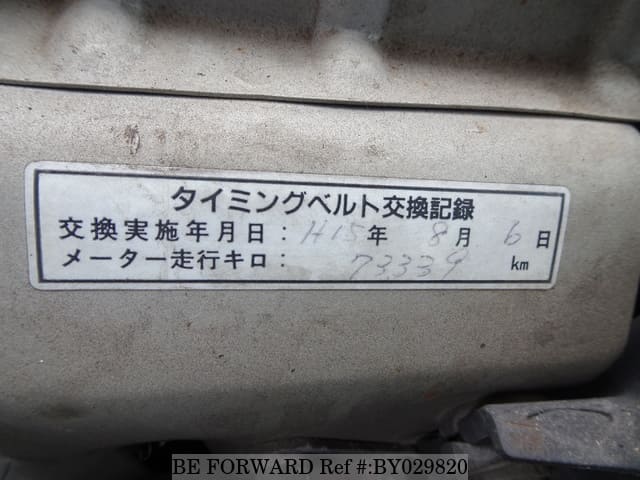 タイミングベルト交換記録
交換実施年月日：H15年 8月 6日
メーター走行キロ： 73339 km
BE FORWARD Ref #:BY029820